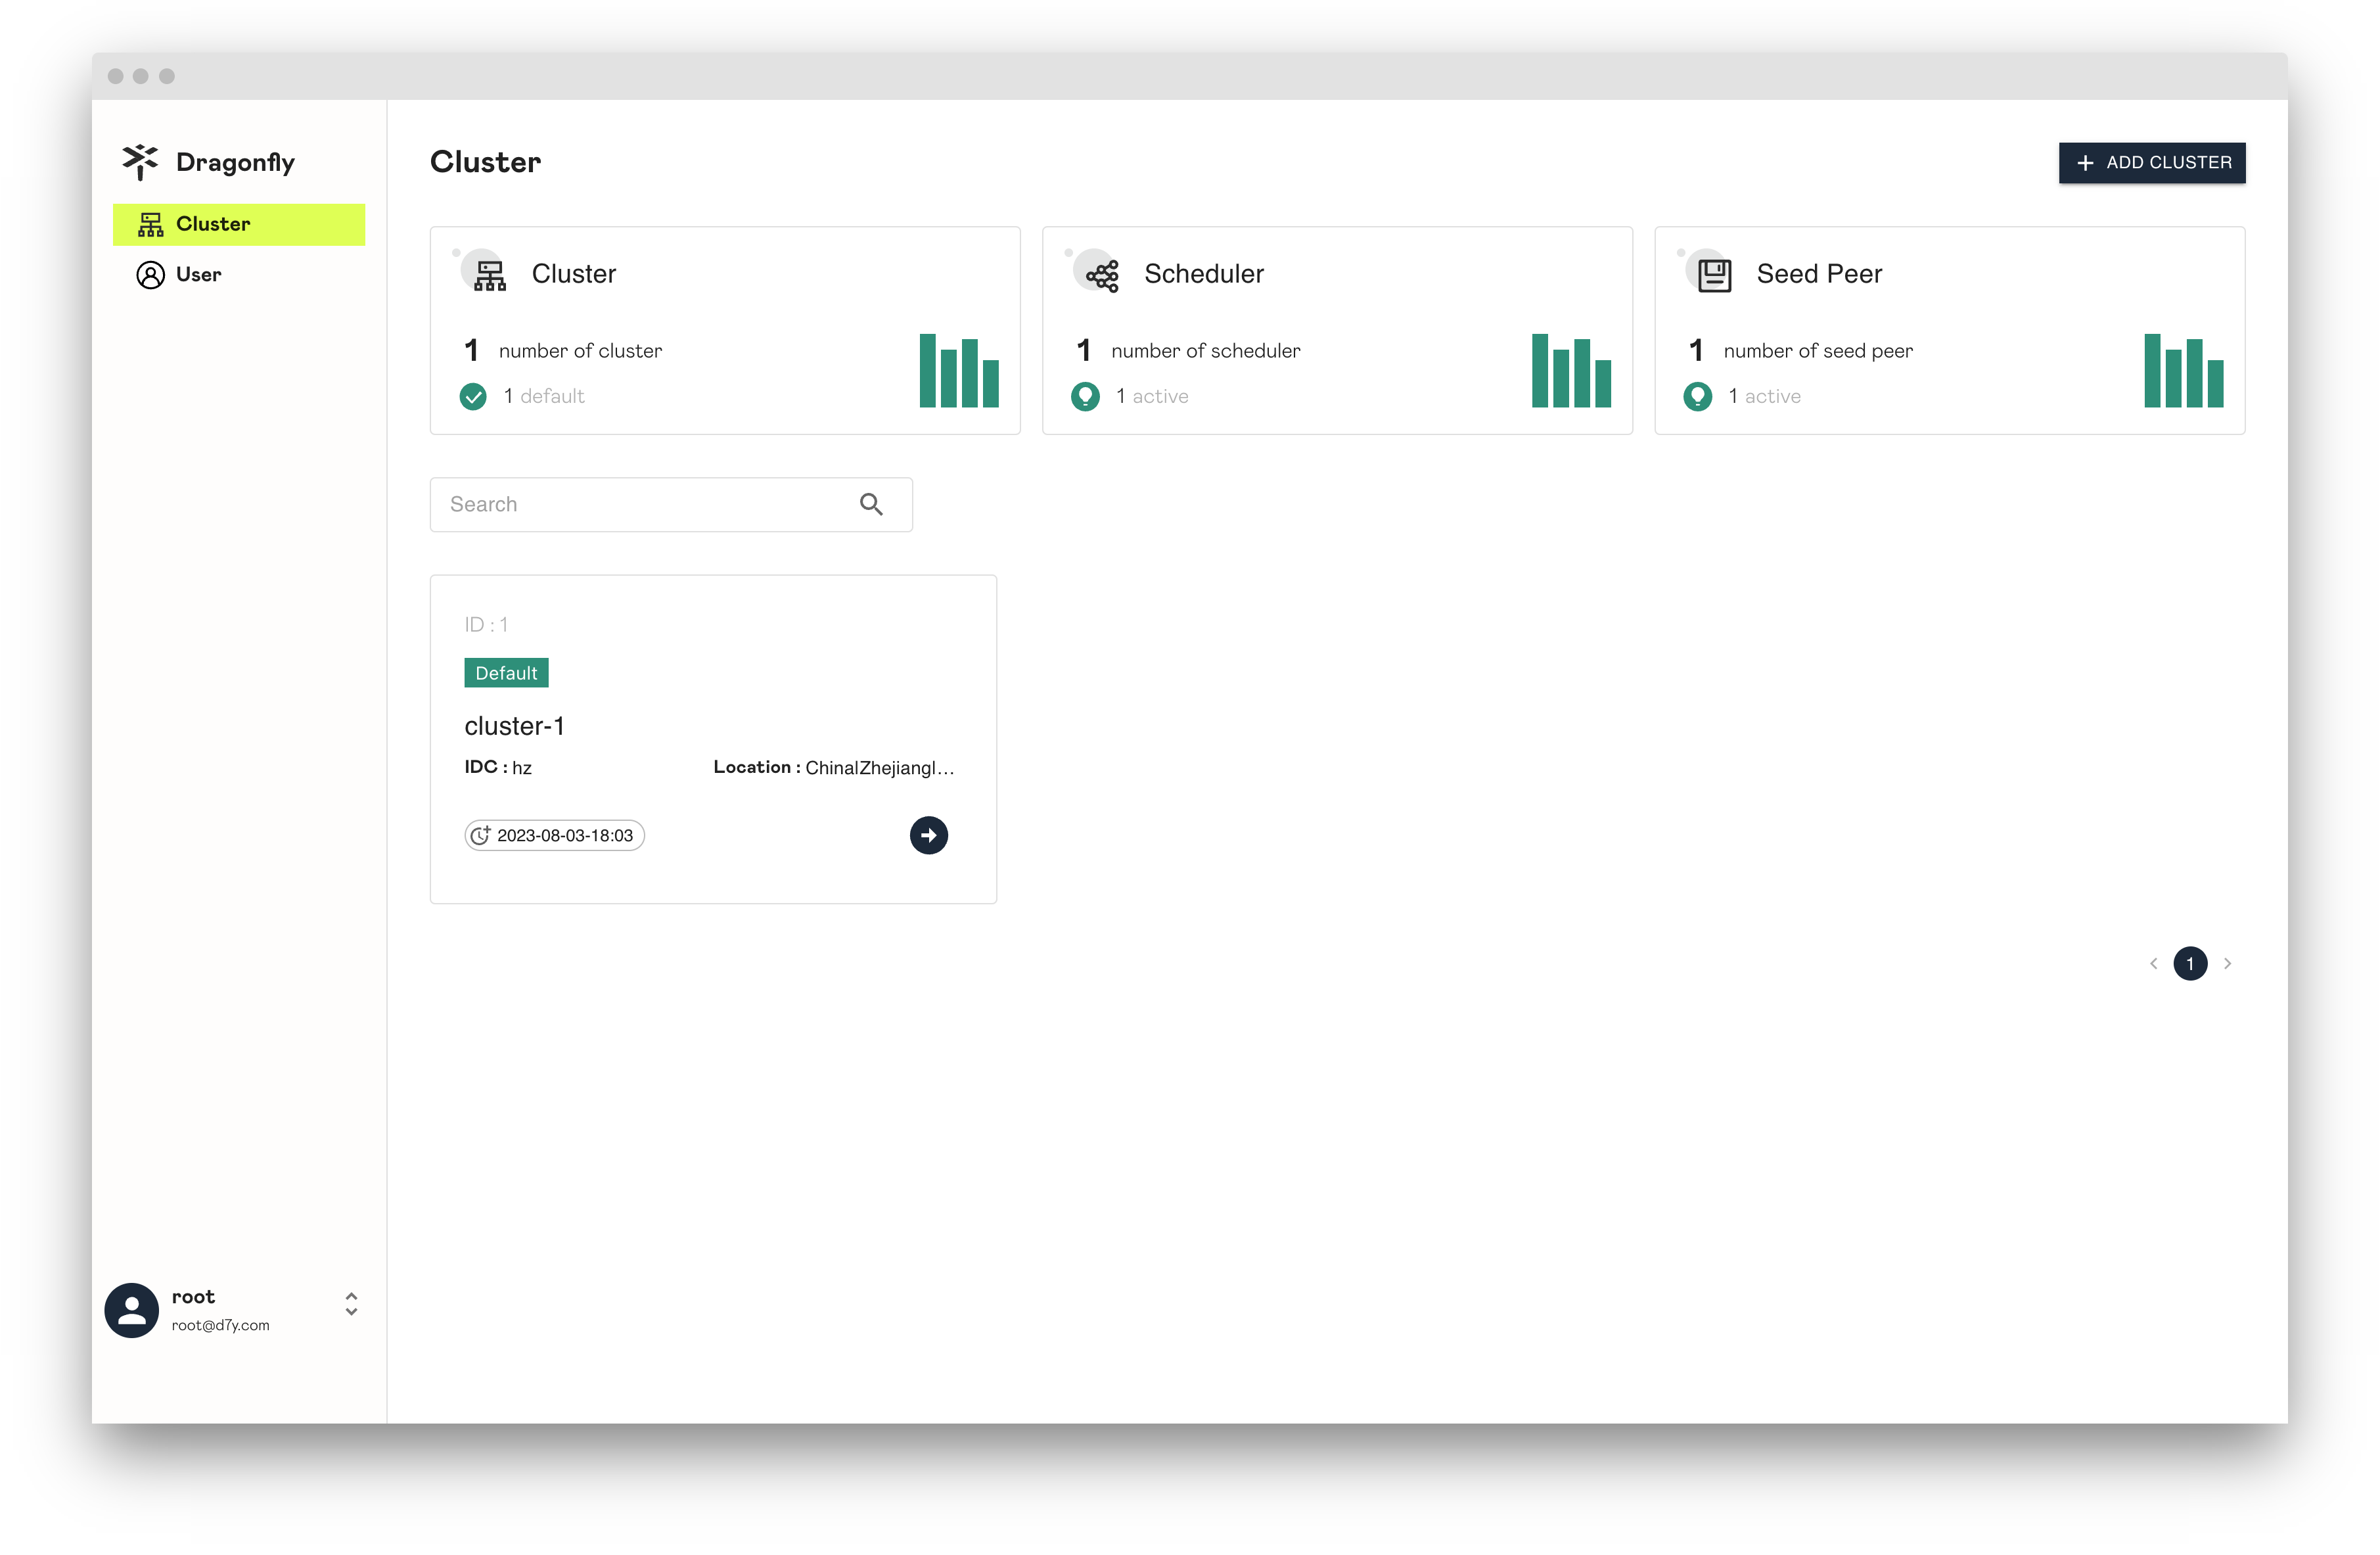 Dragonfly
Cluster
User
Cluster
ADD CLUSTER
Cluster
1 number of cluster
1 default
Scheduler
1 number of scheduler
1 active
Seed Peer
1 number of seed peer
1 active
Search
ID : 1
Default
cluster-1
IDC : hz
Location : China|Zhejiang|...
2023-08-03-18:03
1
root
root@d7y.com